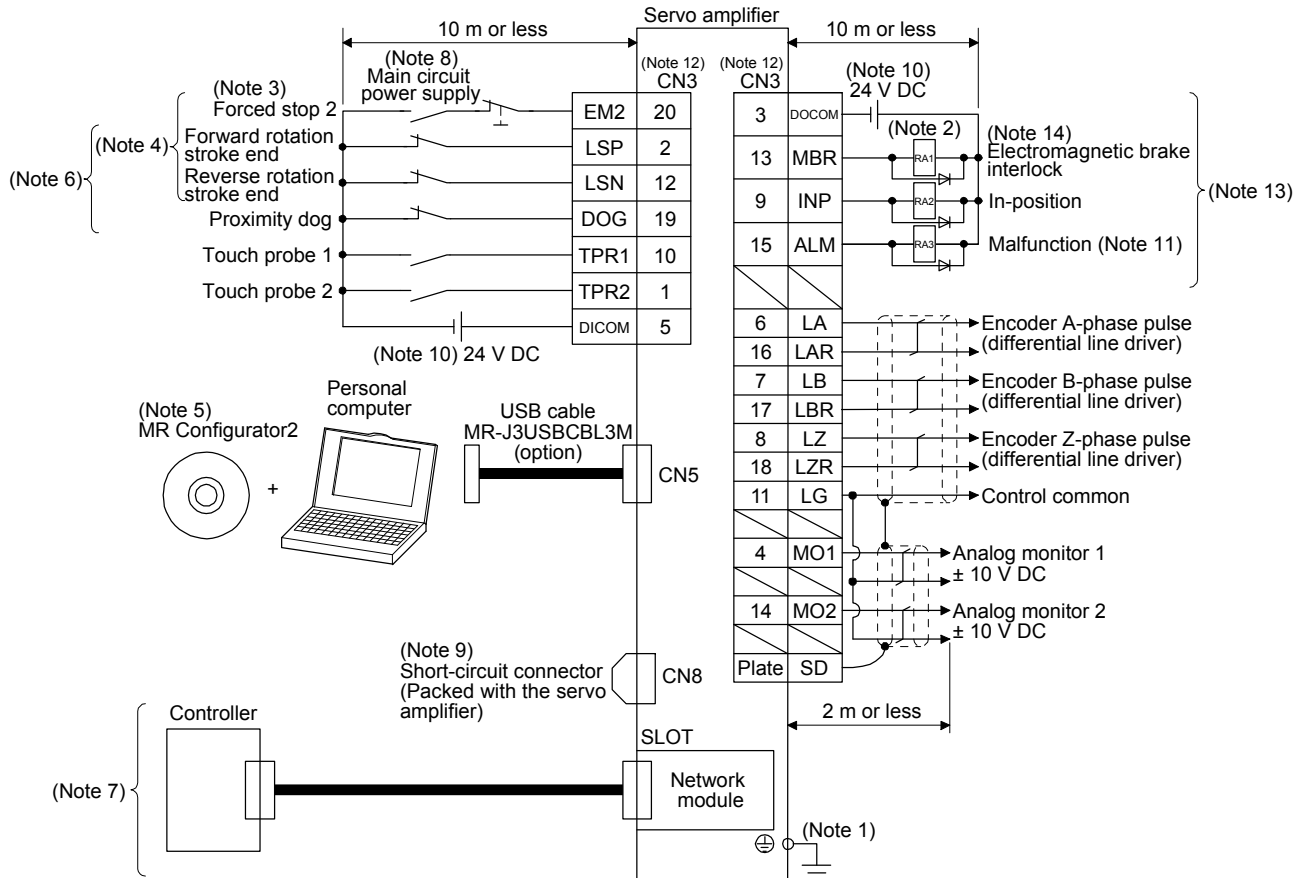 Servo amplifier
10 m or less
10 m or less
(Note 8)
Main circuit
power supply
(Note 3)
Forced stop 2
(Note 4)
Forward rotation
stroke end
(Note 6)
Reverse rotation
stroke end
Proximity dog
Touch probe 1
Touch probe 2
(Note 10) 24 V DC
(Note 12)
CN3
EM2 20
LSP 2
LSN 12
DOG 19
TPR1 10
TPR2 1
DICOM 5
(Note 12)
CN3
3 DOCOM
13 MBR
9 INP
15 ALM
6 LA
16 LAR
7 LB
17 LBR
8 LZ
18 LZR
11 LG
4 MO1
14 MO2
Plate SD
(Note 10)
24 V DC
(Note 2)
RA1
RA2
RA3
(Note 14)
Electromagnetic brake
interlock
In-position
Malfunction (Note 11)
(Note 13)
Encoder A-phase pulse
(differential line driver)
Encoder B-phase pulse
(differential line driver)
Encoder Z-phase pulse
(differential line driver)
Control common
Analog monitor 1
± 10 V DC
Analog monitor 2
± 10 V DC
2 m or less
(Note 5)
MR Configurator2
+
Personal
computer
USB cable
MR-J3USBCBL3M
(option)
CN5
(Note 9)
Short-circuit connector
(Packed with the servo
amplifier)
CN8
(Note 7)
Controller
SLOT
Network
module
(Note 1)